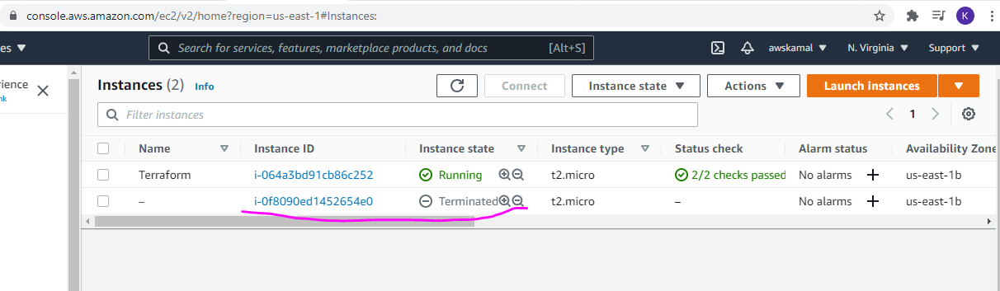 console.aws.amazon.com/ec2/v2/home?region=us-east-1#Instances:
K
es ▼ Search for services, features, marketplace products, and docs [Alt+S] awskamal ▼ N. Virginia ▼ Support ▼
rience
nk
Instances (2) Info Connect Instance state ▼ Actions ▼ Launch instances ▼
Filter instances 1
Name Instance ID Instance state Instance type Status check Alarm status Availability Zone
Terraform i-064a3bd91cb86c252 Running t2.micro 2/2 checks passed No alarms + us-east-1b
– i-0f8090ed1452654e0 Terminated t2.micro – No alarms + us-east-1b